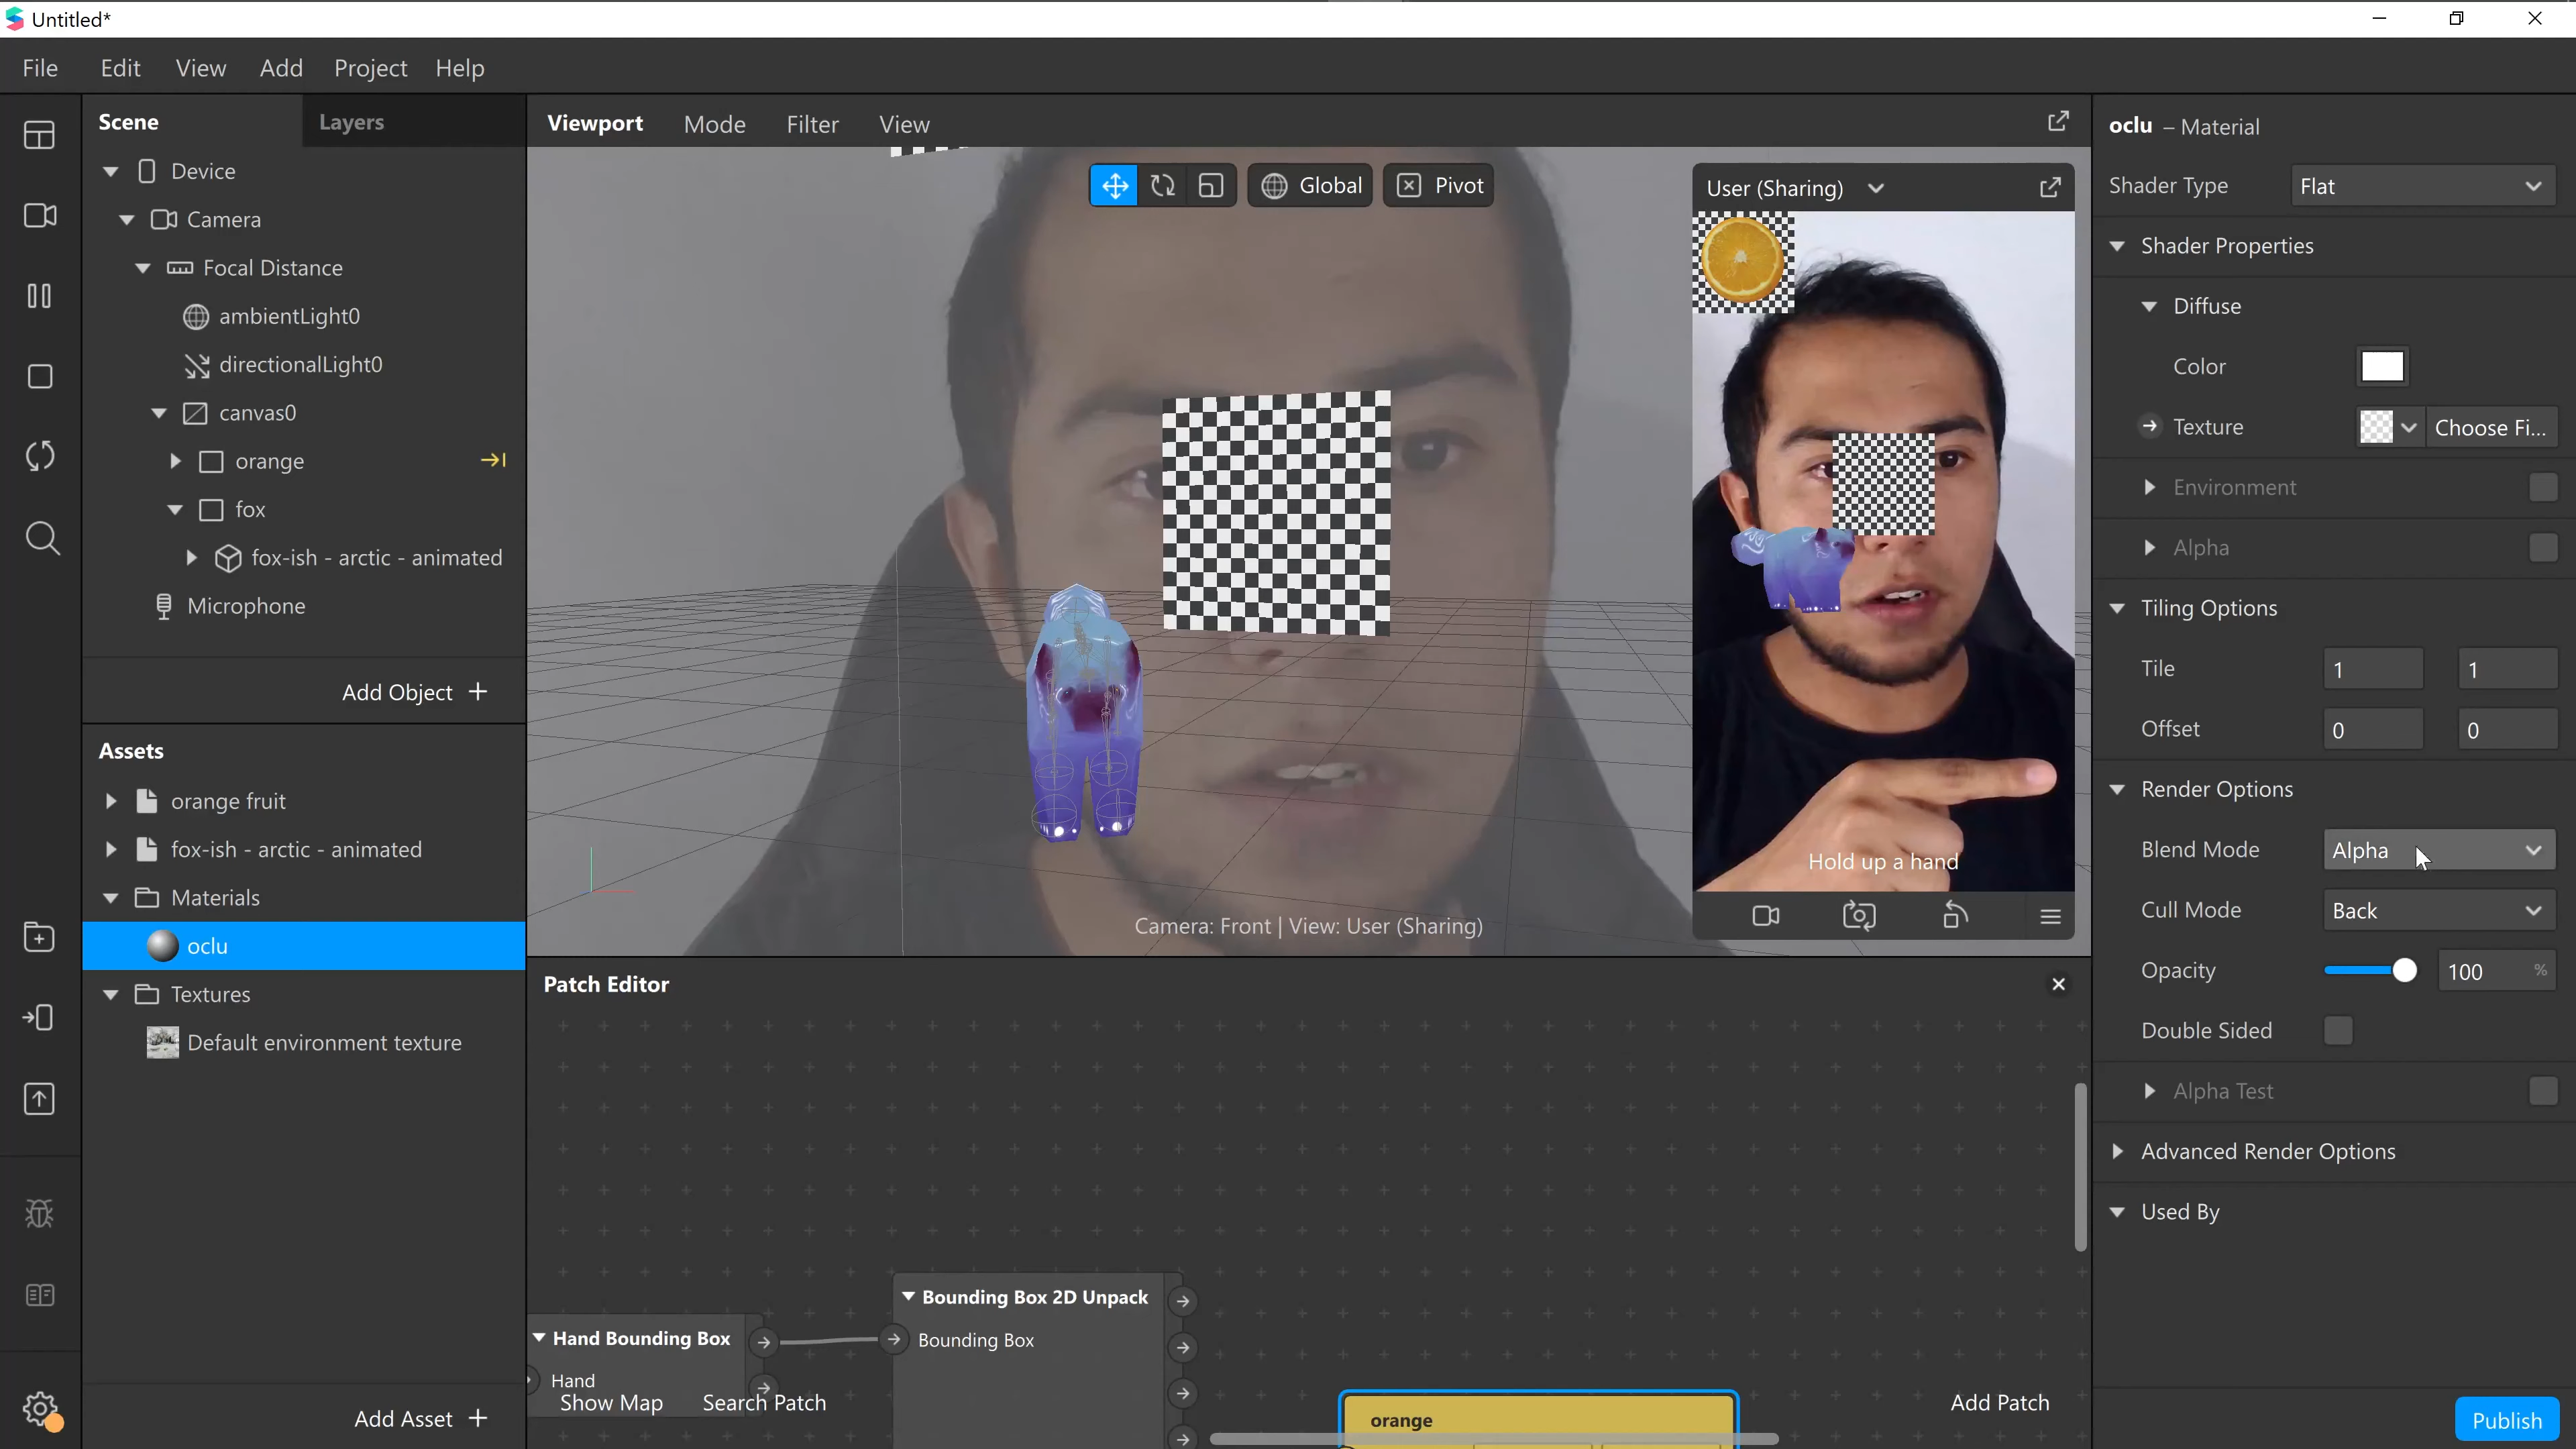 Untitled*
File Edit View Add Project Help
Scene Layers
Device
Camera
Focal Distance
ambientLight0
directionalLight0
canvas0
orange
fox
fox-ish - arctic - animated
Microphone
Add Object +
Assets
orange fruit
fox-ish - arctic - animated
Materials
oclu
Textures
Default environment texture
Add Asset +
Viewport Mode Filter View
Global Pivot
User (Sharing)
Hold up a hand
Camera: Front | View: User (Sharing)
Patch Editor
Hand Bounding Box
Hand
Bounding Box 2D Unpack
Bounding Box
orange
Show Map Search Patch
Add Patch
oclu – Material
Shader Type Flat
Shader Properties
Diffuse
Color
Texture Choose Fi...
Environment
Alpha
Tiling Options
Tile 1 1
Offset 0 0
Render Options
Blend Mode Alpha
Cull Mode Back
Opacity 100 %
Double Sided
Alpha Test
Advanced Render Options
Used By
Publish